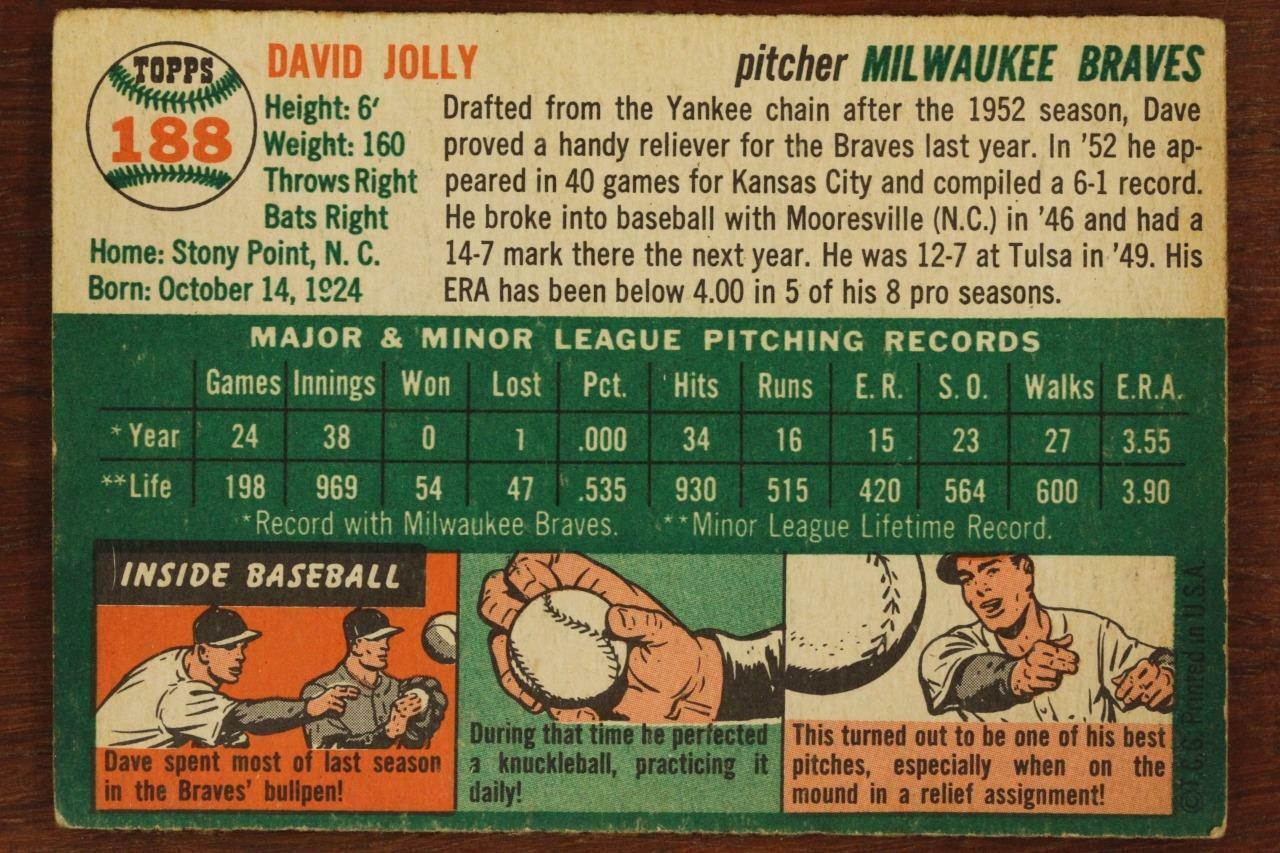 TOPPS
188
DAVID JOLLY
pitcher MILWAUKEE BRAVES
Height: 6'
Weight: 160
Throws Right
Bats Right
Home: Stony Point, N. C.
Born: October 14, 1924
Drafted from the Yankee chain after the 1952 season, Dave
proved a handy reliever for the Braves last year. In '52 he ap-
peared in 40 games for Kansas City and compiled a 6-1 record.
He broke into baseball with Mooresville (N.C.) in '46 and had a
14-7 mark there the next year. He was 12-7 at Tulsa in '49. His
ERA has been below 4.00 in 5 of his 8 pro seasons.
MAJOR & MINOR LEAGUE PITCHING RECORDS
Games Innings Won Lost Pct. Hits Runs E. R. S. O. Walks E.R.A.
*Year 24 38 0 1 .000 34 16 15 23 27 3.55
**Life 198 969 54 47 .535 930 515 420 564 600 3.90
*Record with Milwaukee Braves. **Minor League Lifetime Record.
INSIDE BASEBALL
Dave spent most of last season
in the Braves' bullpen!
During that time he perfected
a knuckleball, practicing it
daily!
This turned out to be one of his best
pitches, especially when on the
mound in a relief assignment!
©T.C.G. Printed in U.S.A.